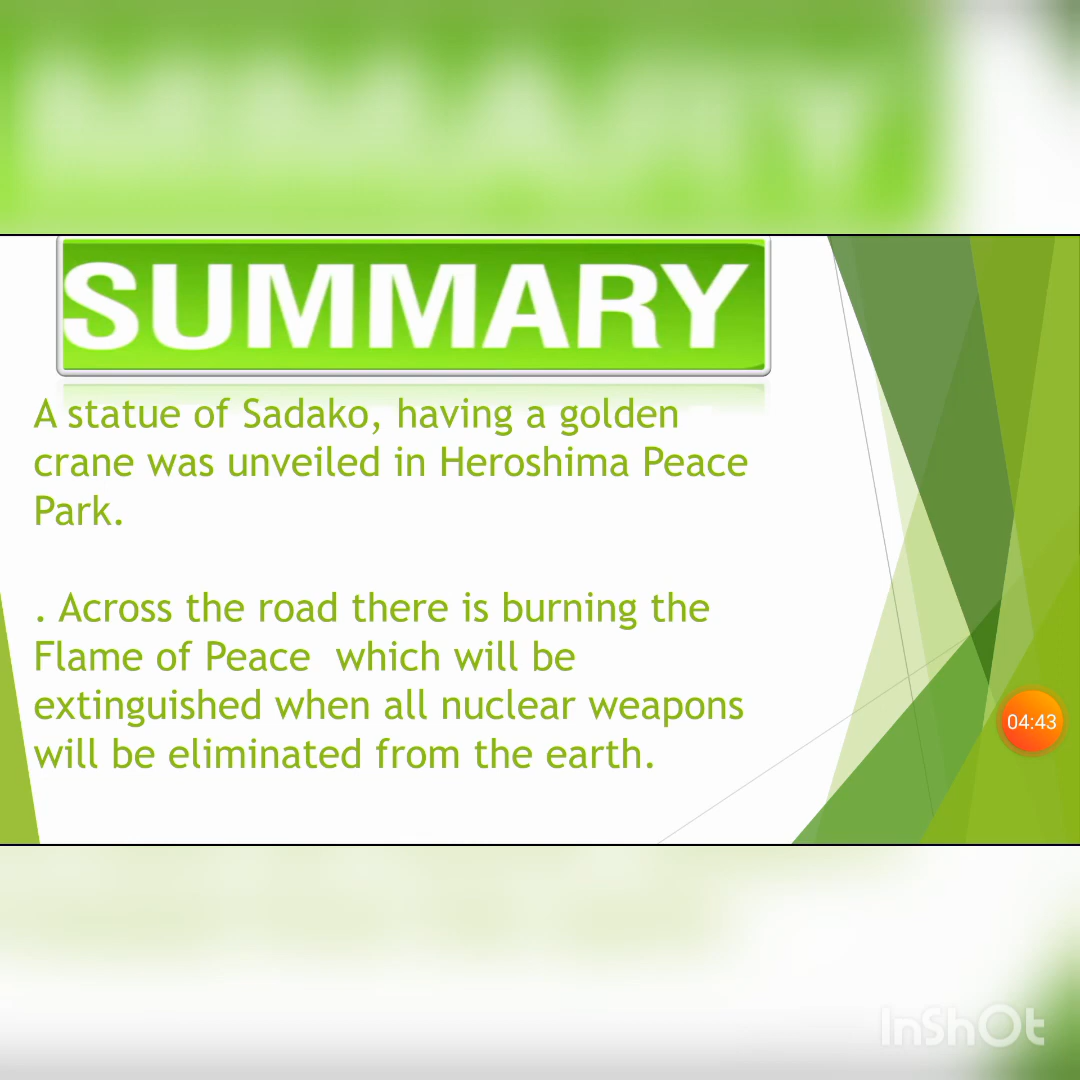 SUMMARY
A statue of Sadako, having a golden
crane was unveiled in Heroshima Peace
Park.
. Across the road there is burning the
Flame of Peace  which will be
extinguished when all nuclear weapons
will be eliminated from the earth.
04:43
InShOt